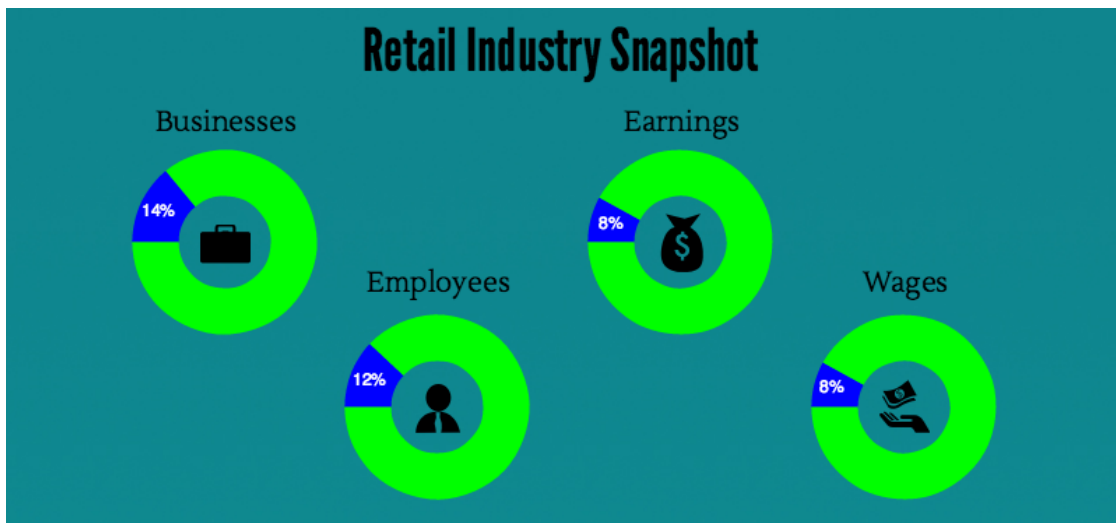 Retail Industry Snapshot
Businesses
14%
Earnings
8%
$
Employees
12%
Wages
8%